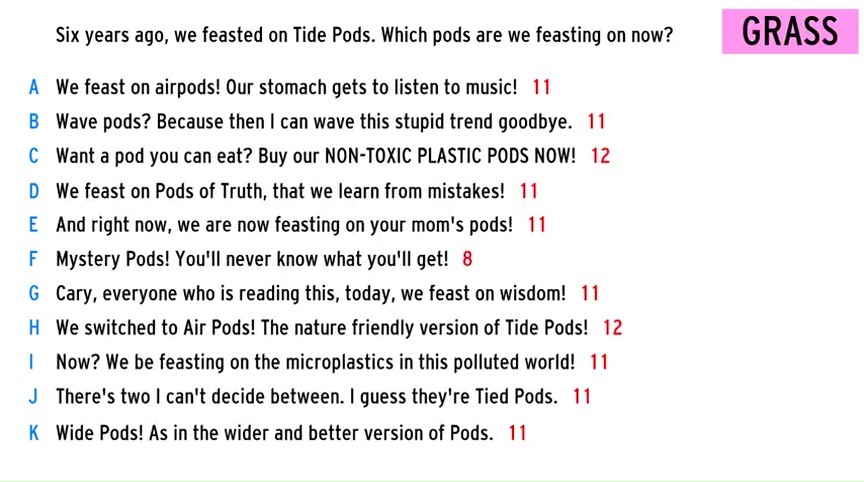 Six years ago, we feasted on Tide Pods. Which pods are we feasting on now?
GRASS
A We feast on airpods! Our stomach gets to listen to music! 11
B Wave pods? Because then I can wave this stupid trend goodbye. 11
C Want a pod you can eat? Buy our NON-TOXIC PLASTIC PODS NOW! 12
D We feast on Pods of Truth, that we learn from mistakes! 11
E And right now, we are now feasting on your mom's pods! 11
F Mystery Pods! You'll never know what you'll get! 8
G Cary, everyone who is reading this, today, we feast on wisdom! 11
H We switched to Air Pods! The nature friendly version of Tide Pods! 12
I Now? We be feasting on the microplastics in this polluted world! 11
J There's two I can't decide between. I guess they're Tied Pods. 11
K Wide Pods! As in the wider and better version of Pods. 11